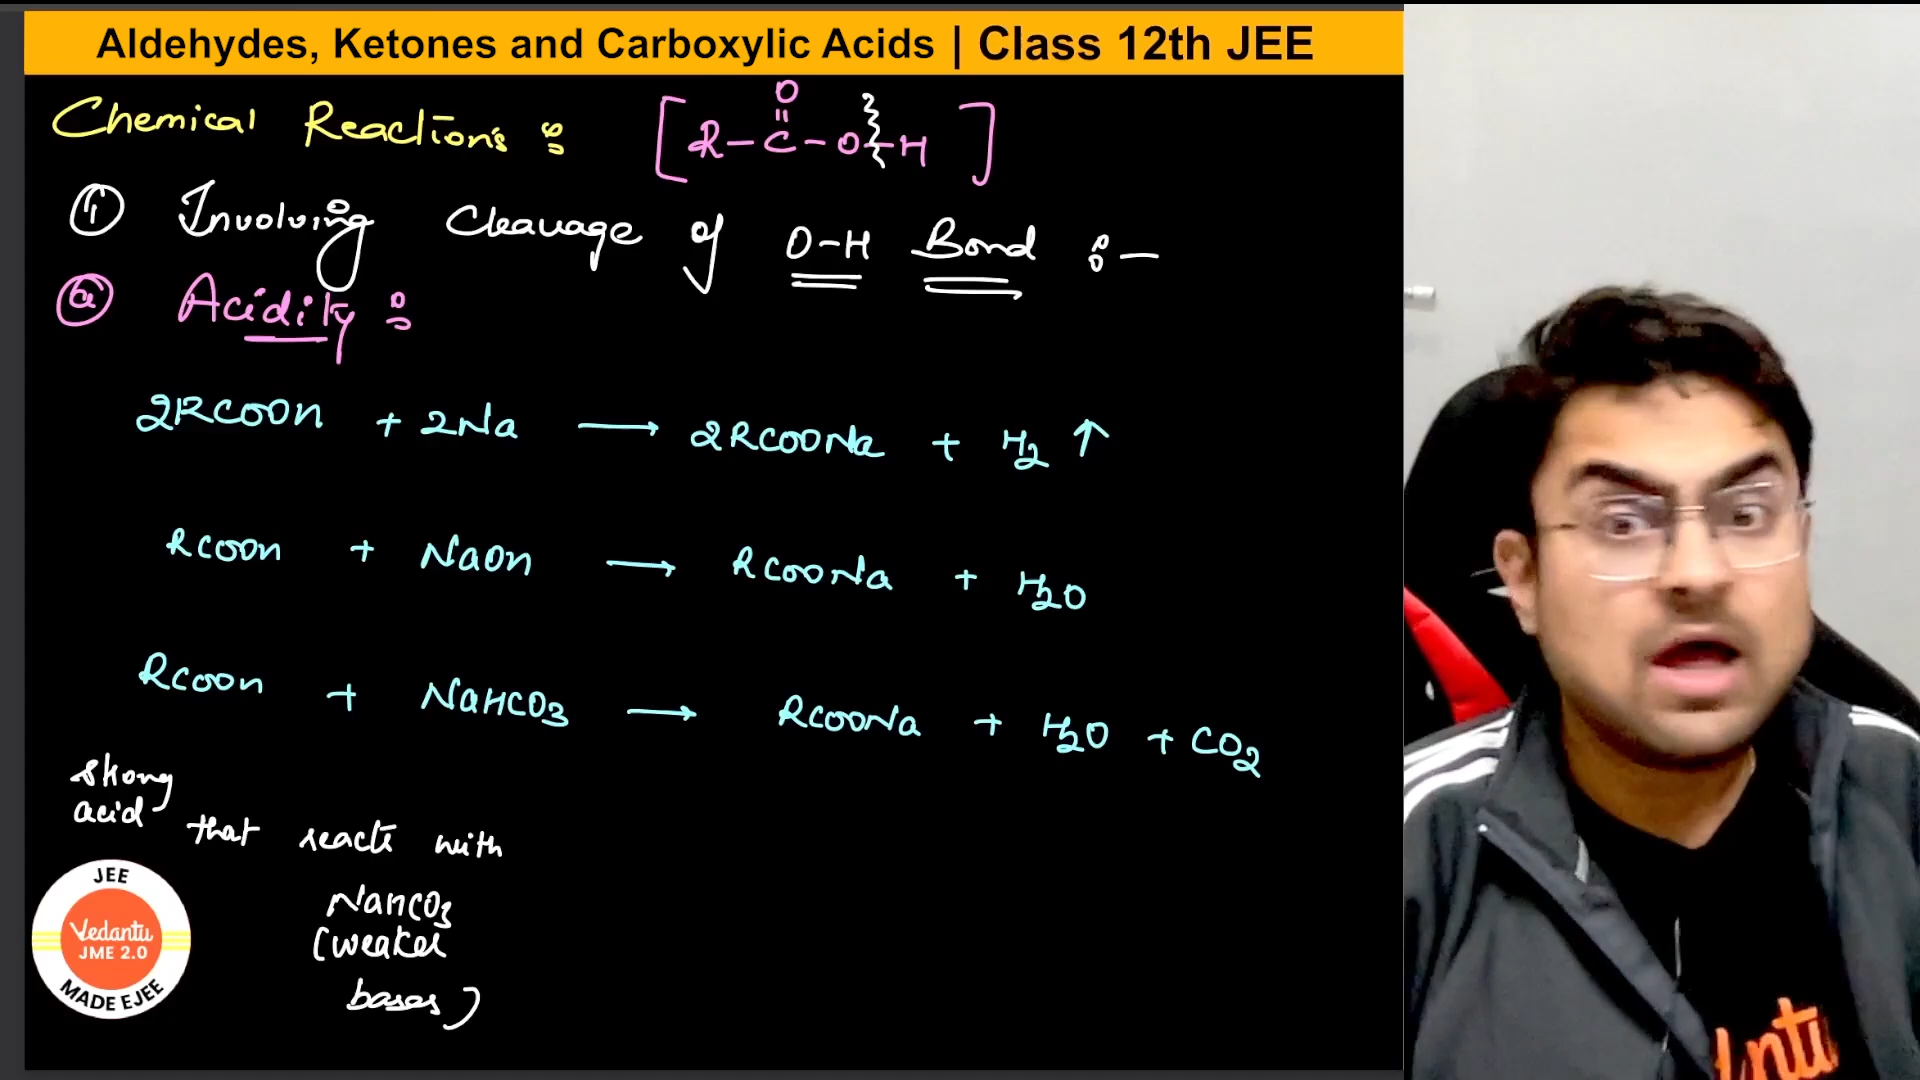 Aldehydes, Ketones and Carboxylic Acids | Class 12th JEE
Chemical Reactions : [R-C-O-H]
O
① Involving Cleavage of O-H Bond :-
ⓐ Acidity :
2RCOOH + 2Na → 2RCOONa + H2 ↑
RCOOH + NaOH → RCOONa + H2O
RCOOH + NaHCO3 → RCOONa + H2O + CO2
strong
acid that reacts with
NaHCO3
(weaker
bases)
JEE
Vedantu
JME 2.0
MADE EJEE